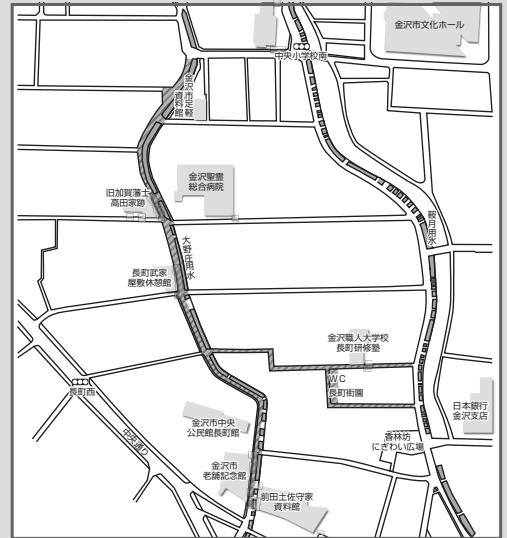 金沢市文化ホール
中央小学校南
金沢市足軽
資料館
金沢聖霊
総合病院
旧加賀藩士
高田家跡
鞍月用水
大野庄用水
長町武家
屋敷休憩館
金沢職人大学校
長町研修塾
WC
長町街園
長町西
日本銀行
金沢支店
金沢市中央
公民館長町館
中央通り
香林坊
にぎわい広場
金沢市
老舗記念館
前田土佐守家
資料館